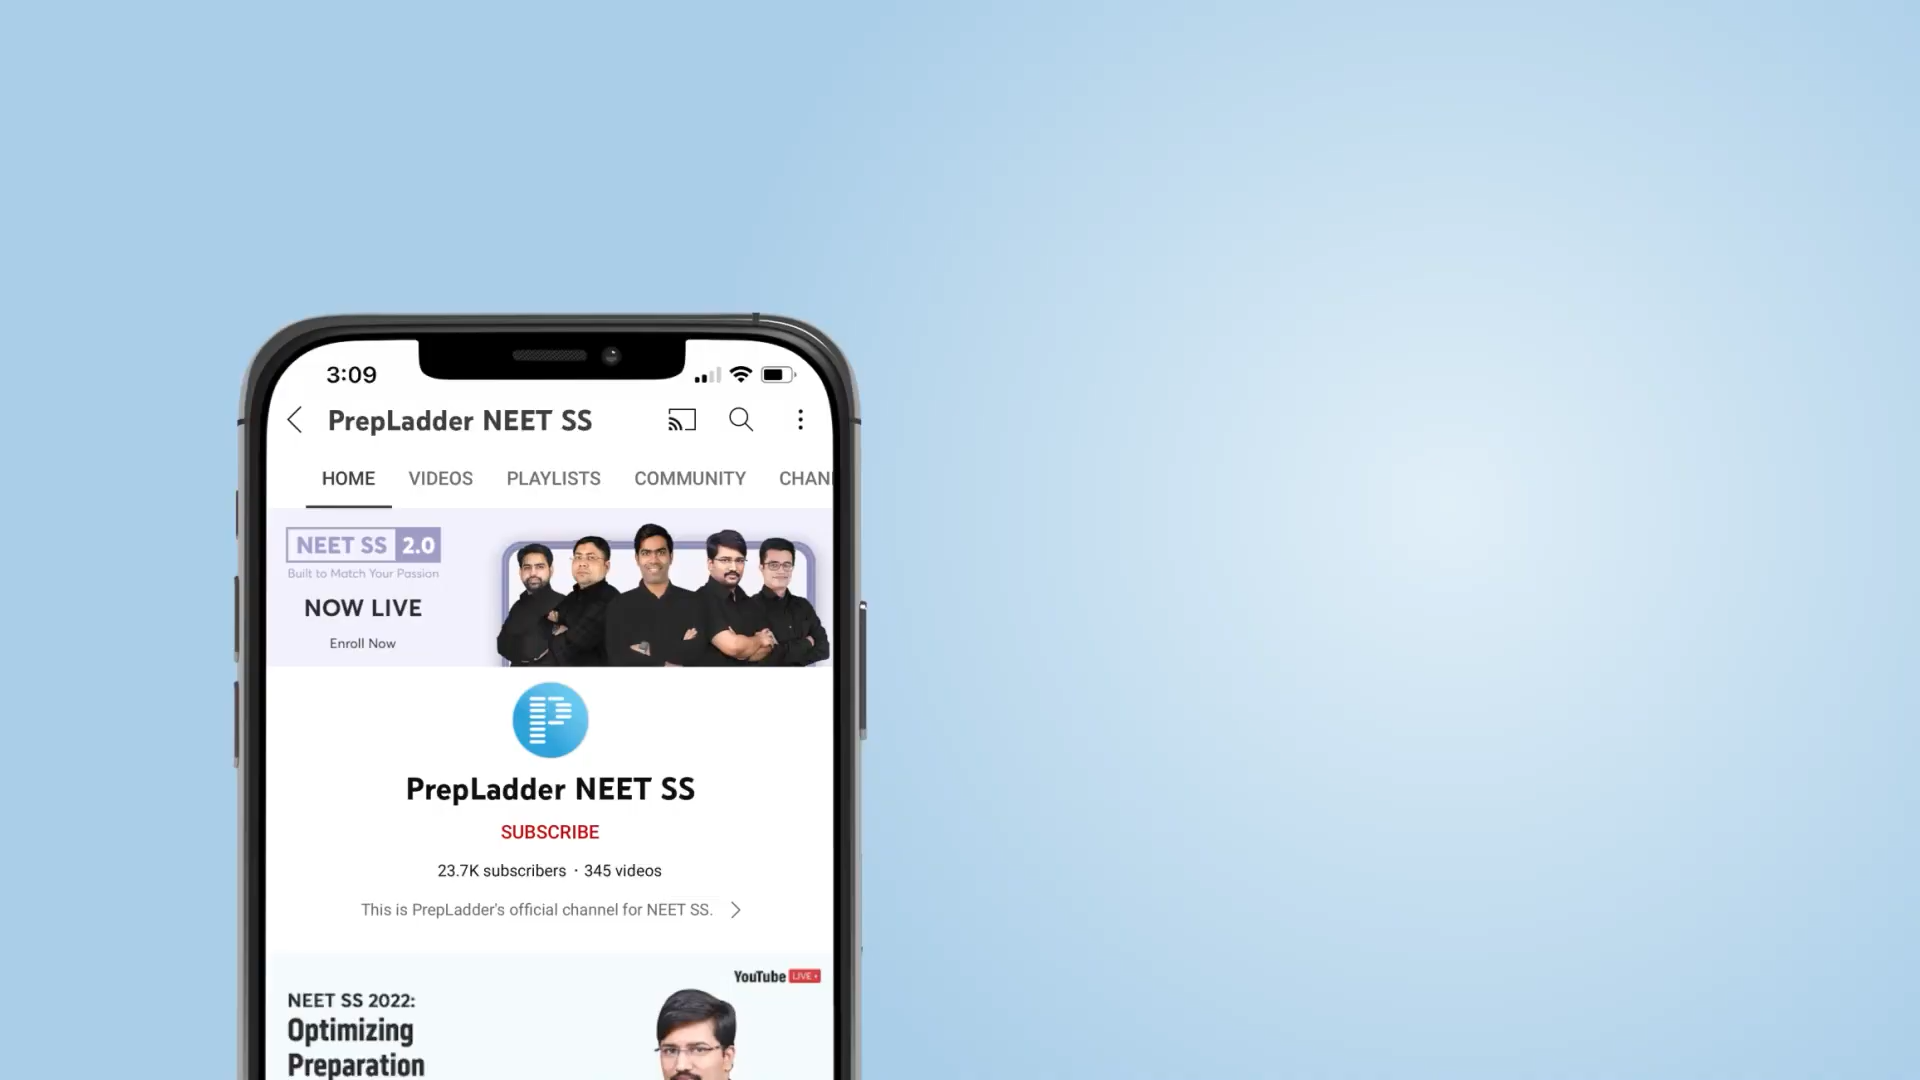 3:09
PrepLadder NEET SS
HOME VIDEOS PLAYLISTS COMMUNITY CHAN
NEET SS 2.0
Built to Match Your Passion
NOW LIVE
Enroll Now
PrepLadder NEET SS
SUBSCRIBE
23.7K subscribers · 345 videos
This is PrepLadder's official channel for NEET SS.
YouTube LIVE
NEET SS 2022:
Optimizing
Preparation